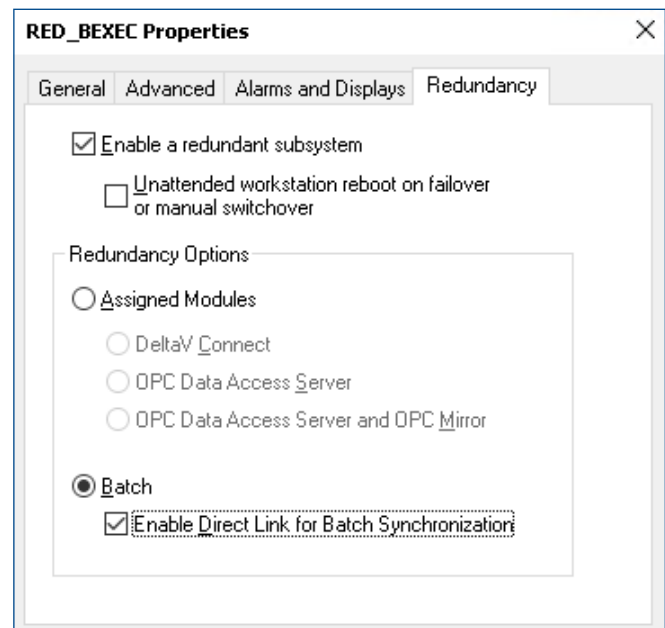 RED_BEXEC Properties
General Advanced Alarms and Displays Redundancy
Enable a redundant subsystem
Unattended workstation reboot on failover
or manual switchover
Redundancy Options
Assigned Modules
DeltaV Connect
OPC Data Access Server
OPC Data Access Server and OPC Mirror
Batch
Enable Direct Link for Batch Synchronization